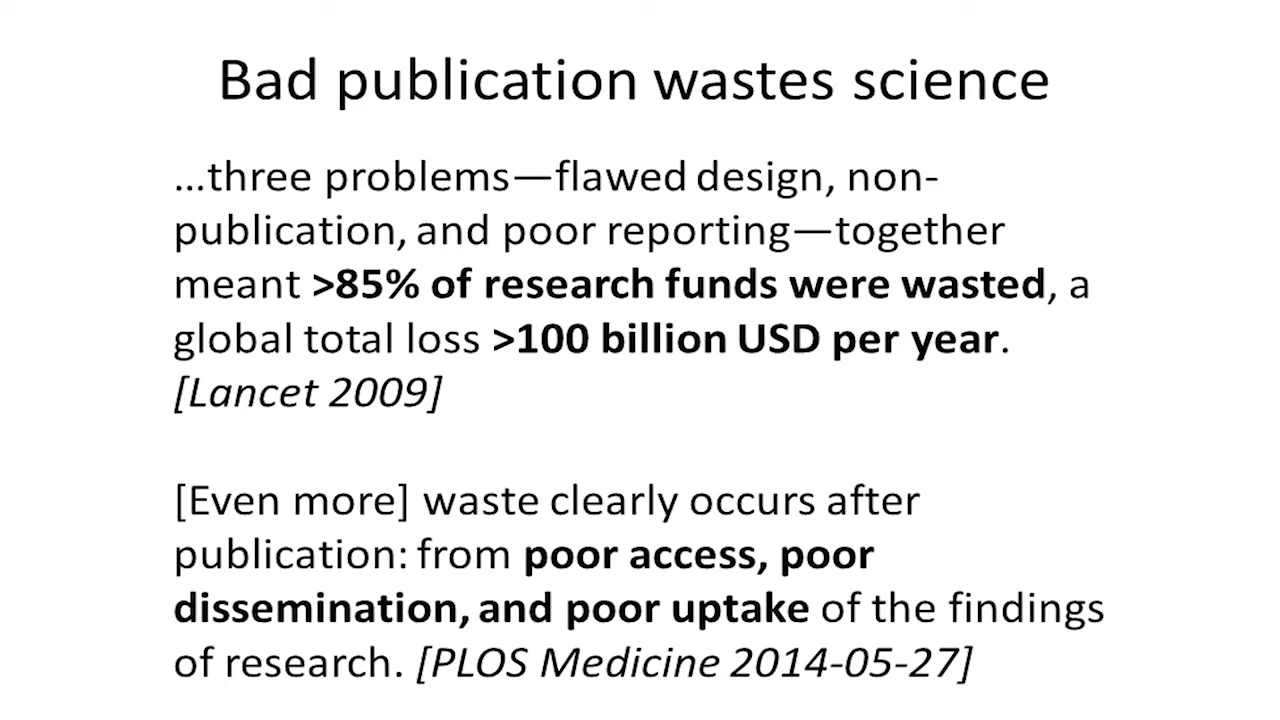 Bad publication wastes science
…three problems—flawed design, non-
publication, and poor reporting—together
meant >85% of research funds were wasted, a
global total loss >100 billion USD per year.
[Lancet 2009]
[Even more] waste clearly occurs after
publication: from poor access, poor
dissemination, and poor uptake of the findings
of research. [PLOS Medicine 2014-05-27]